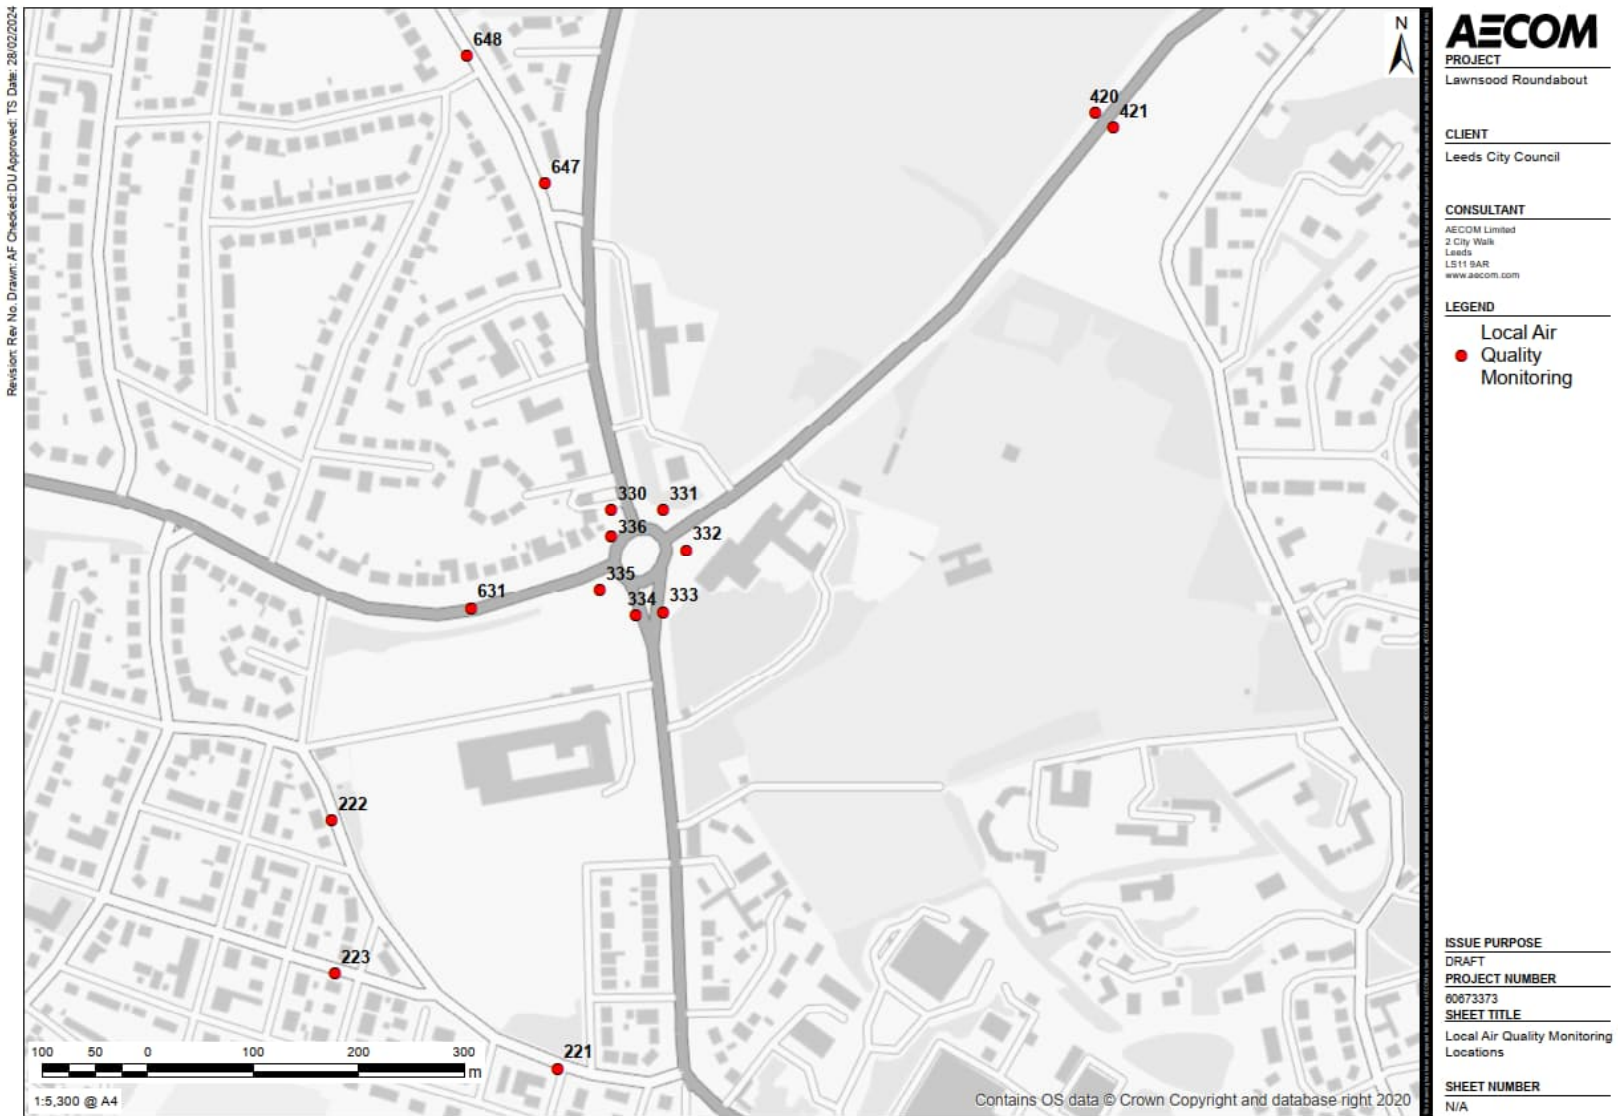 Revision: Rev No. Drawn: AF Checked:DU Approved: TS Date: 28/02/2024
648
420
421
647
330
331
336
332
335
631
334
333
222
223
221
N
100 50 0 100 200 300
m
1:5,300 @ A4
Contains OS data © Crown Copyright and database right 2020
AECOM
PROJECT
Lawnsood Roundabout
CLIENT
Leeds City Council
CONSULTANT
AECOM Limited
2 City Walk
Leeds
LS11 9AR
www.aecom.com
LEGEND
Local Air
Quality
Monitoring
ISSUE PURPOSE
DRAFT
PROJECT NUMBER
60673373
SHEET TITLE
Local Air Quality Monitoring
Locations
SHEET NUMBER
N/A